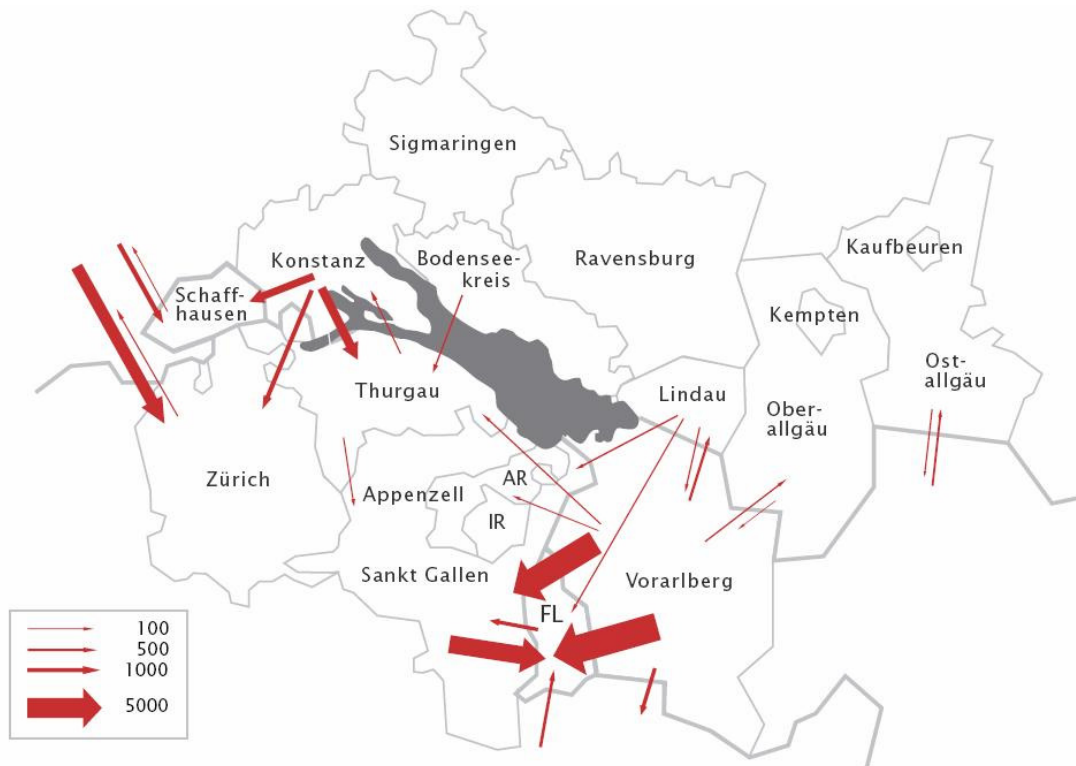 Sigmaringen
Konstanz
Bodensee-
kreis
Ravensburg
Kaufbeuren
Schaff-
hausen
Kempten
Thurgau
Lindau
Ost-
allgäu
Ober-
allgäu
Zürich
Appenzell
AR
IR
Sankt Gallen
Vorarlberg
FL
100
500
1000
5000